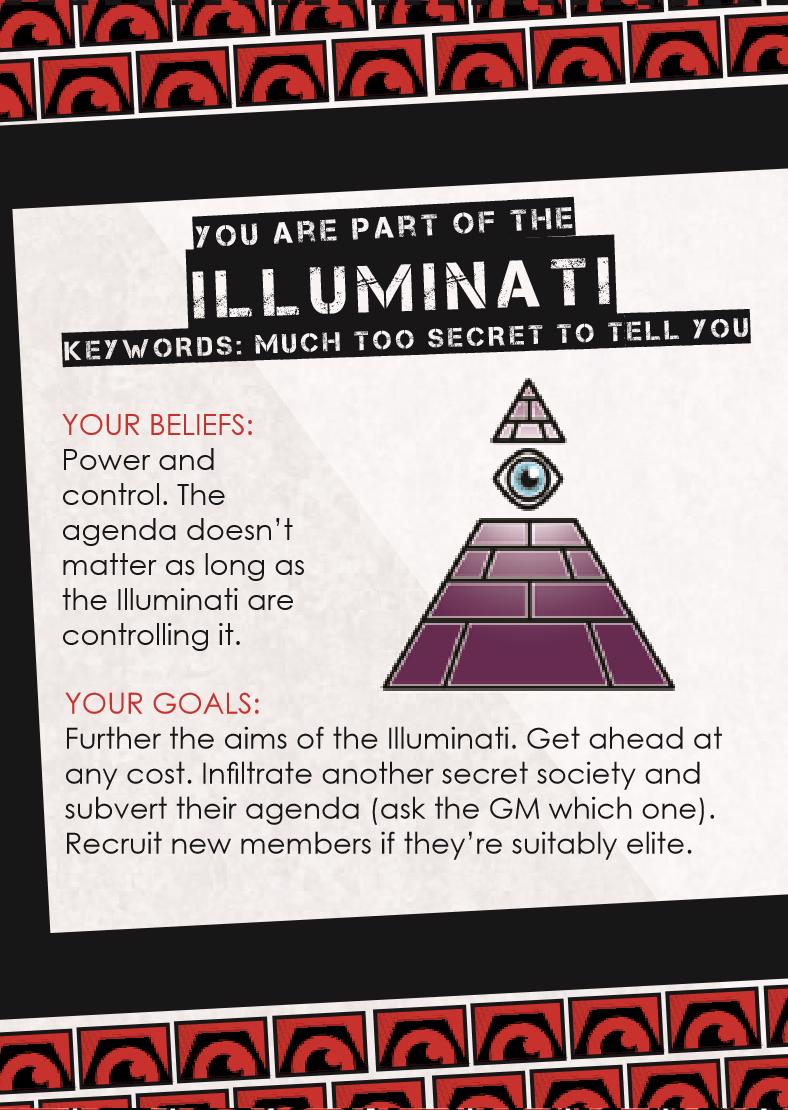 YOU ARE PART OF THE
ILLUMINATI
KEYWORDS: MUCH TOO SECRET TO TELL YOU
YOUR BELIEFS:
Power and
control. The
agenda doesn't
matter as long as
the Illuminati are
controlling it.
YOUR GOALS:
Further the aims of the Illuminati. Get ahead at
any cost. Infiltrate another secret society and
subvert their agenda (ask the GM which one).
Recruit new members if they're suitably elite.